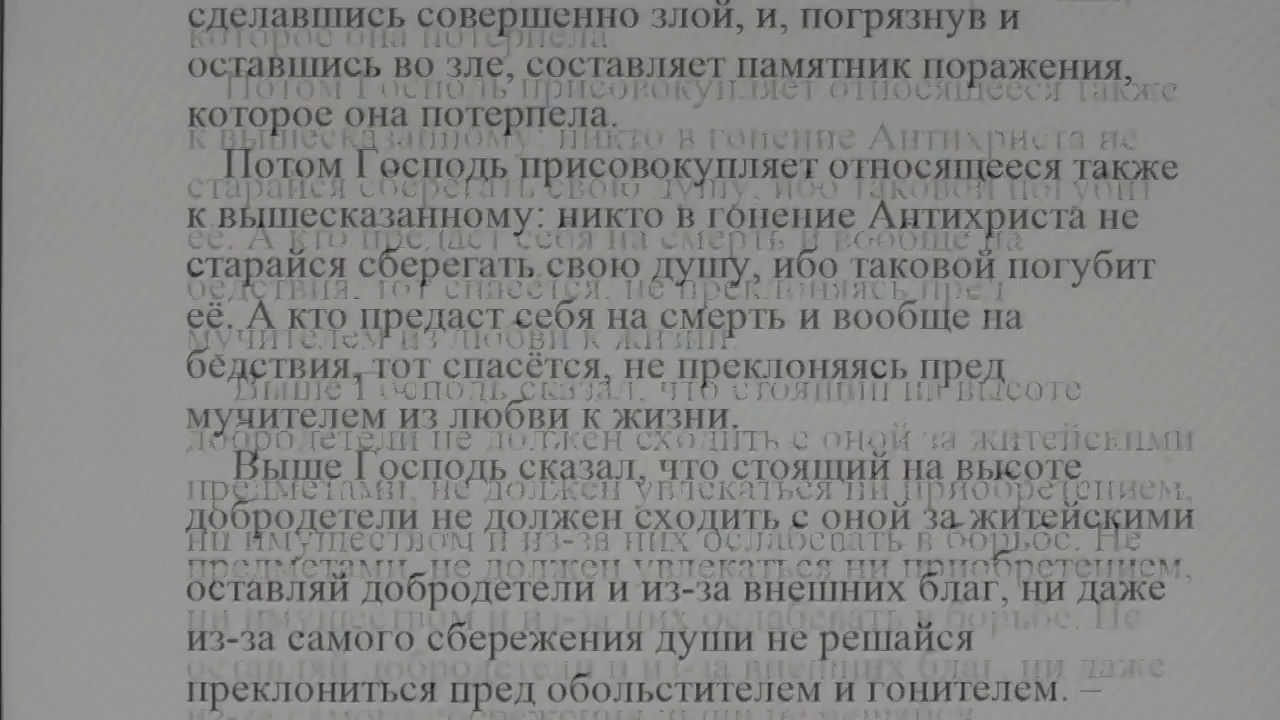 сделавшись совершенно злой, и, погрязнув и
оставшись во зле, составляет памятник поражения,
которое она потерпела.
Потом Господь присовокупляет относящееся также
к вышесказанному: никто в гонение Антихриста не
старайся сберегать свою душу, ибо таковой погубит
её. А кто предаст себя на смерть и вообще на
бедствия, тот спасётся, не преклоняясь пред
мучителем из любви к жизни.
Выше Господь сказал, что стоящий на высоте
добродетели не должен сходить с оной за житейскими
предметами, не должен увлекаться ни приобретением,
ни имуществом и из-за них ослабевать в борьбе. Не
оставляй добродетели и из-за внешних благ, ни даже
из-за самого сбережения души не решайся
преклониться пред обольстителем и гонителем. –